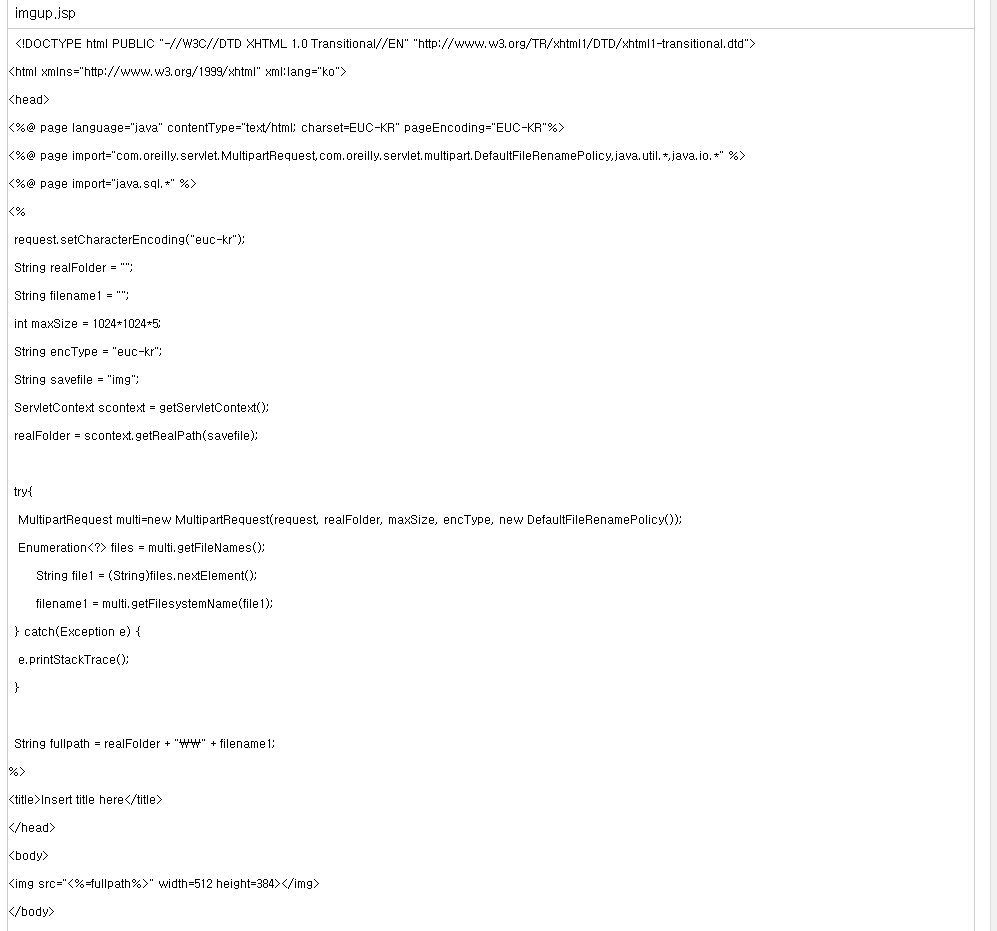 imgup.jsp
<!DOCTYPE html PUBLIC "-//W3C//DTD XHTML 1.0 Transitional//EN" "http://www.w3.org/TR/xhtml1/DTD/xhtml1-transitional.dtd">
<html xmlns="http://www.w3.org/1999/xhtml" xml:lang="ko">
<head>
<%@ page language="java" contentType="text/html; charset=EUC-KR" pageEncoding="EUC-KR"%>
<%@ page import="com.oreilly.servlet.MultipartRequest,com.oreilly.servlet.multipart.DefaultFileRenamePolicy,java.util.*,java.io.*" %>
<%@ page import="java.sql.*" %>
<%
request.setCharacterEncoding("euc-kr");
String realFolder = "";
String filename1 = "";
int maxSize = 1024*1024*5;
String encType = "euc-kr";
String savefile = "img";
ServletContext scontext = getServletContext();
realFolder = scontext.getRealPath(savefile);
try{
MultipartRequest multi=new MultipartRequest(request, realFolder, maxSize, encType, new DefaultFileRenamePolicy());
Enumeration<?> files = multi.getFileNames();
String file1 = (String)files.nextElement();
filename1 = multi.getFilesystemName(file1);
} catch(Exception e) {
e.printStackTrace();
}
String fullpath = realFolder + "₩₩" + filename1;
%>
<title>Insert title here</title>
</head>
<body>
<img src="<%=fullpath%>" width=512 height=384></img>
</body>